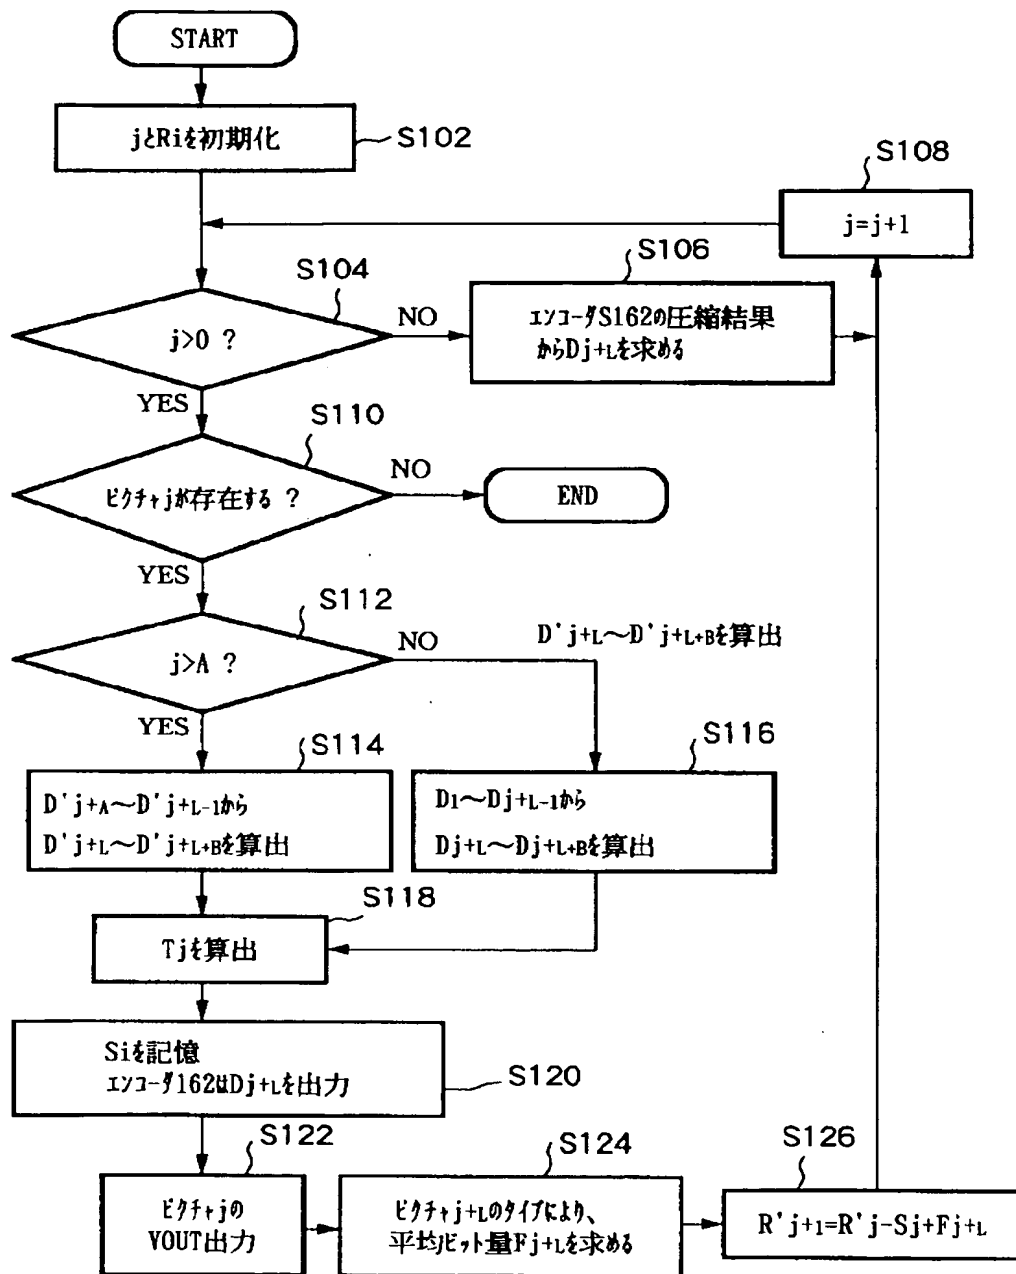 START
jとRiを初期化
S102
S108
j=j+1
S104
j>0 ?
NO
S106
エンコーダS162の圧縮結果
からDj+Lを求める
YES
S110
ピクチャjが存在する ?
NO
END
YES
S112
j>A ?
NO
D'j+L～D'j+L+Bを算出
YES
S114
D'j+A～D'j+L-1から
D'j+L～D'j+L+Bを算出
S116
D1～Dj+L-1から
Dj+L～Dj+L+Bを算出
S118
Tjを算出
Siを記憶
エンコーダ162はDj+Lを出力
S120
S122
ピクチャjの
VOUT出力
S124
ピクチャj+Lのタイプにより、
平均ビット量Fj+Lを求める
S126
R'j+1=R'j-Sj+Fj+L